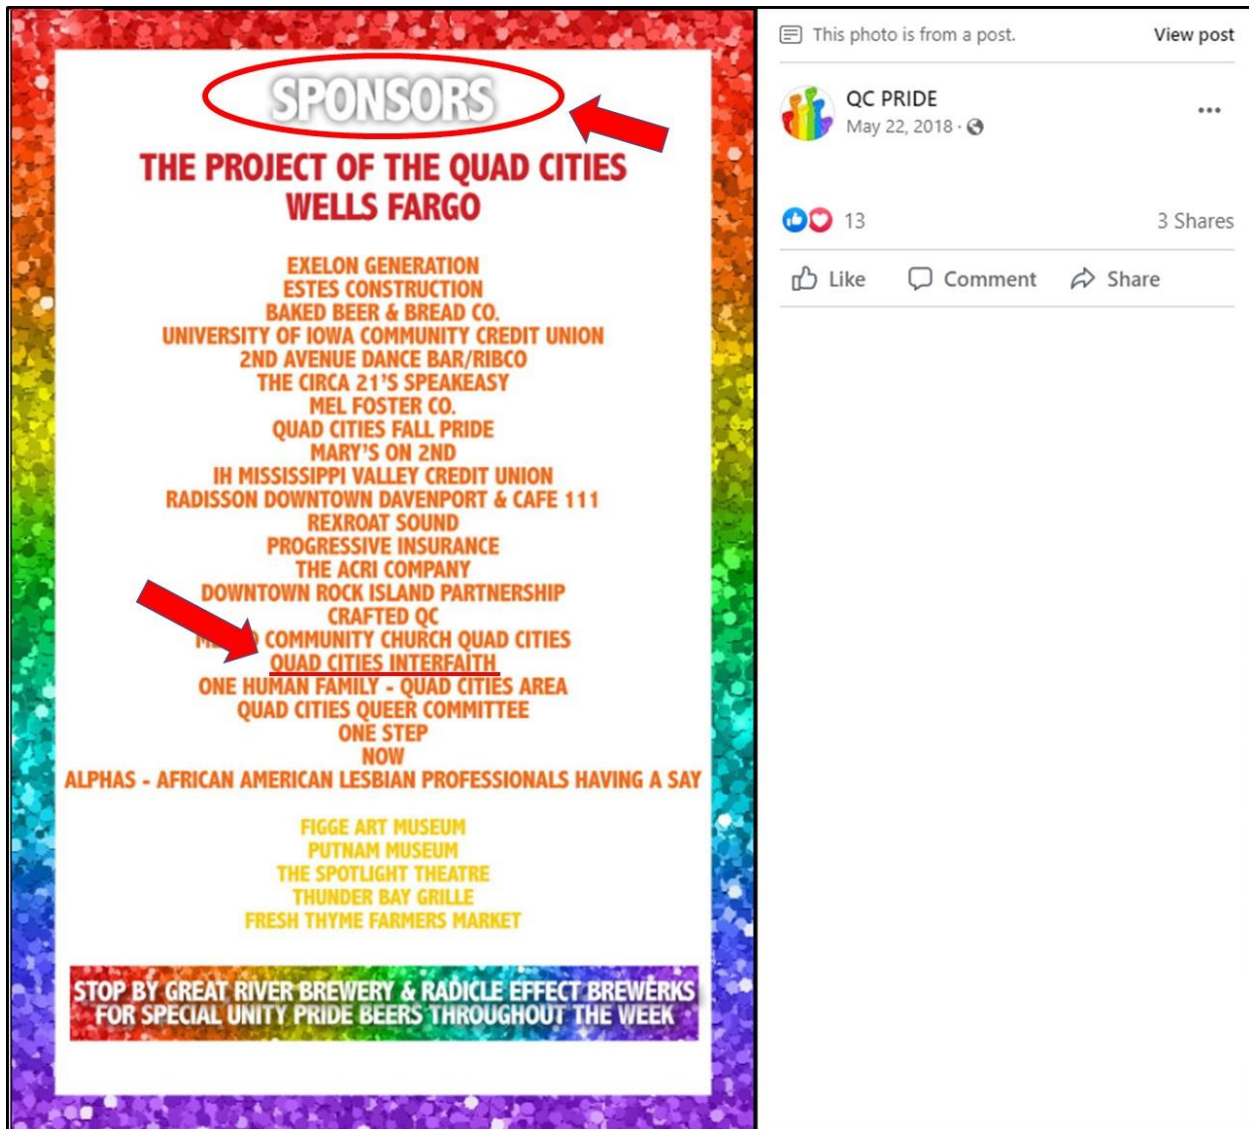 SPONSORS
THE PROJECT OF THE QUAD CITIES
WELLS FARGO
EXELON GENERATION
ESTES CONSTRUCTION
BAKED BEER & BREAD CO.
UNIVERSITY OF IOWA COMMUNITY CREDIT UNION
2ND AVENUE DANCE BAR/RIBCO
THE CIRCA 21'S SPEAKEASY
MEL FOSTER CO.
QUAD CITIES FALL PRIDE
MARY'S ON 2ND
IH MISSISSIPPI VALLEY CREDIT UNION
RADISSON DOWNTOWN DAVENPORT & CAFE 111
REXROAT SOUND
PROGRESSIVE INSURANCE
THE ACRI COMPANY
DOWNTOWN ROCK ISLAND PARTNERSHIP
CRAFTED QC
COMMUNITY CHURCH QUAD CITIES
QUAD CITIES INTERFAITH
ONE HUMAN FAMILY - QUAD CITIES AREA
QUAD CITIES QUEER COMMITTEE
ONE STEP
NOW
ALPHAS - AFRICAN AMERICAN LESBIAN PROFESSIONALS HAVING A SAY
FIGGE ART MUSEUM
PUTNAM MUSEUM
THE SPOTLIGHT THEATRE
THUNDER BAY GRILLE
FRESH THYME FARMERS MARKET
STOP BY GREAT RIVER BREWERY & RADICLE EFFECT BREWERKS
FOR SPECIAL UNITY PRIDE BEERS THROUGHOUT THE WEEK
This photo is from a post. View post
QC PRIDE
May 22, 2018 ·
13 3 Shares
Like Comment Share